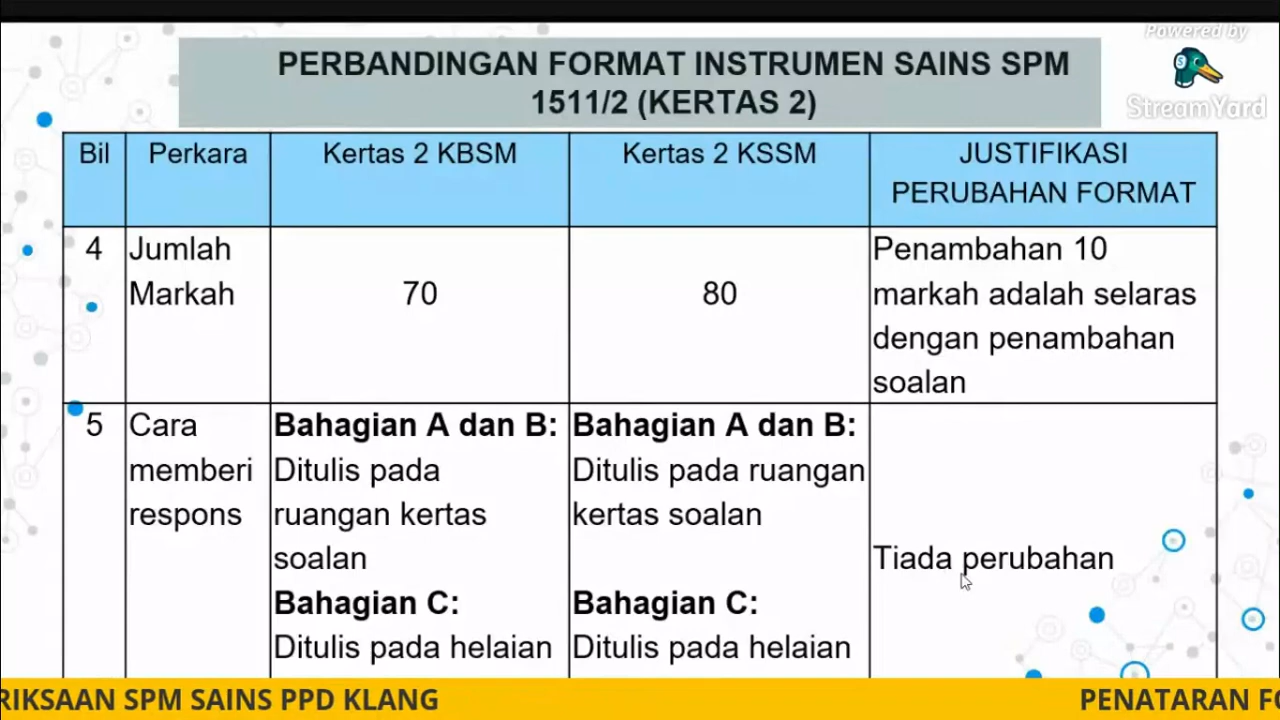 Powered by
StreamYard
PERBANDINGAN FORMAT INSTRUMEN SAINS SPM
1511/2 (KERTAS 2)
Bil
Perkara
Kertas 2 KBSM
Kertas 2 KSSM
JUSTIFIKASI
PERUBAHAN FORMAT
4
Jumlah
Markah
70
80
Penambahan 10
markah adalah selaras
dengan penambahan
soalan
5
Cara
memberi
respons
Bahagian A dan B:
Ditulis pada
ruangan kertas
soalan
Bahagian C:
Ditulis pada helaian
Bahagian A dan B:
Ditulis pada ruangan
kertas soalan
Bahagian C:
Ditulis pada helaian
Tiada perubahan
RIKSAAN SPM SAINS PPD KLANG
PENATARAN FO